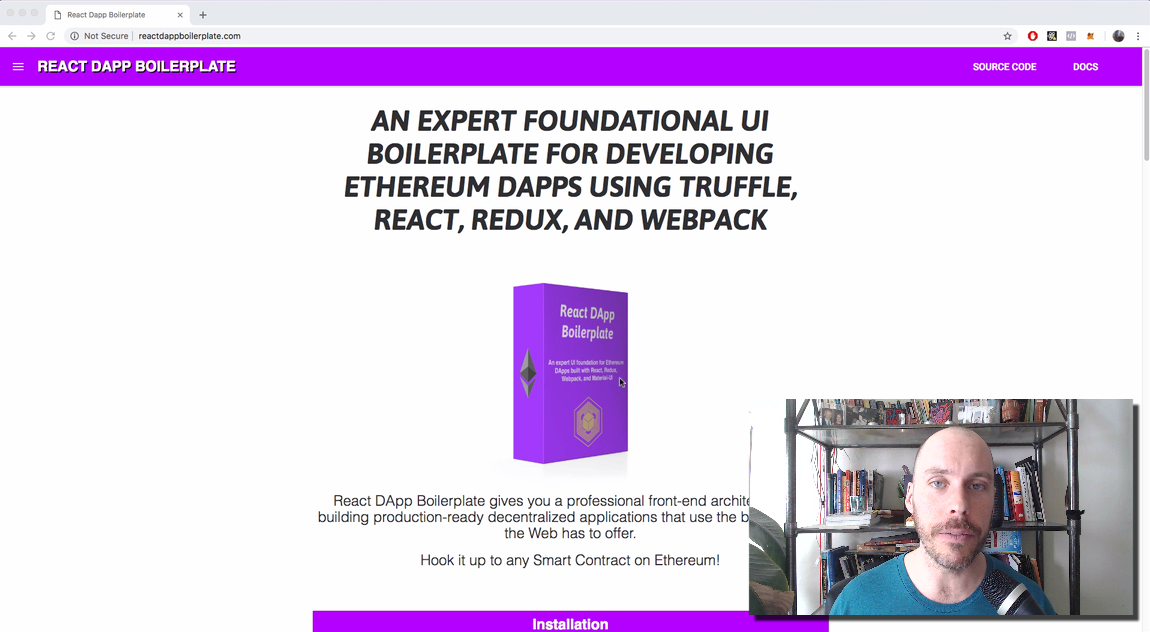 React Dapp Boilerplate
Not Secure
reactdappboilerplate.com
REACT DAPP BOILERPLATE
SOURCE CODE
DOCS
AN EXPERT FOUNDATIONAL UI
BOILERPLATE FOR DEVELOPING
ETHEREUM DAPPS USING TRUFFLE,
REACT, REDUX, AND WEBPACK
React DApp
Boilerplate
An expert UI foundation for Ethereum
DApps built with React, Redux,
Webpack, and Material-UI
React DApp Boilerplate gives you a professional front-end archite
building production-ready decentralized applications that use the b
the Web has to offer.
Hook it up to any Smart Contract on Ethereum!
Installation